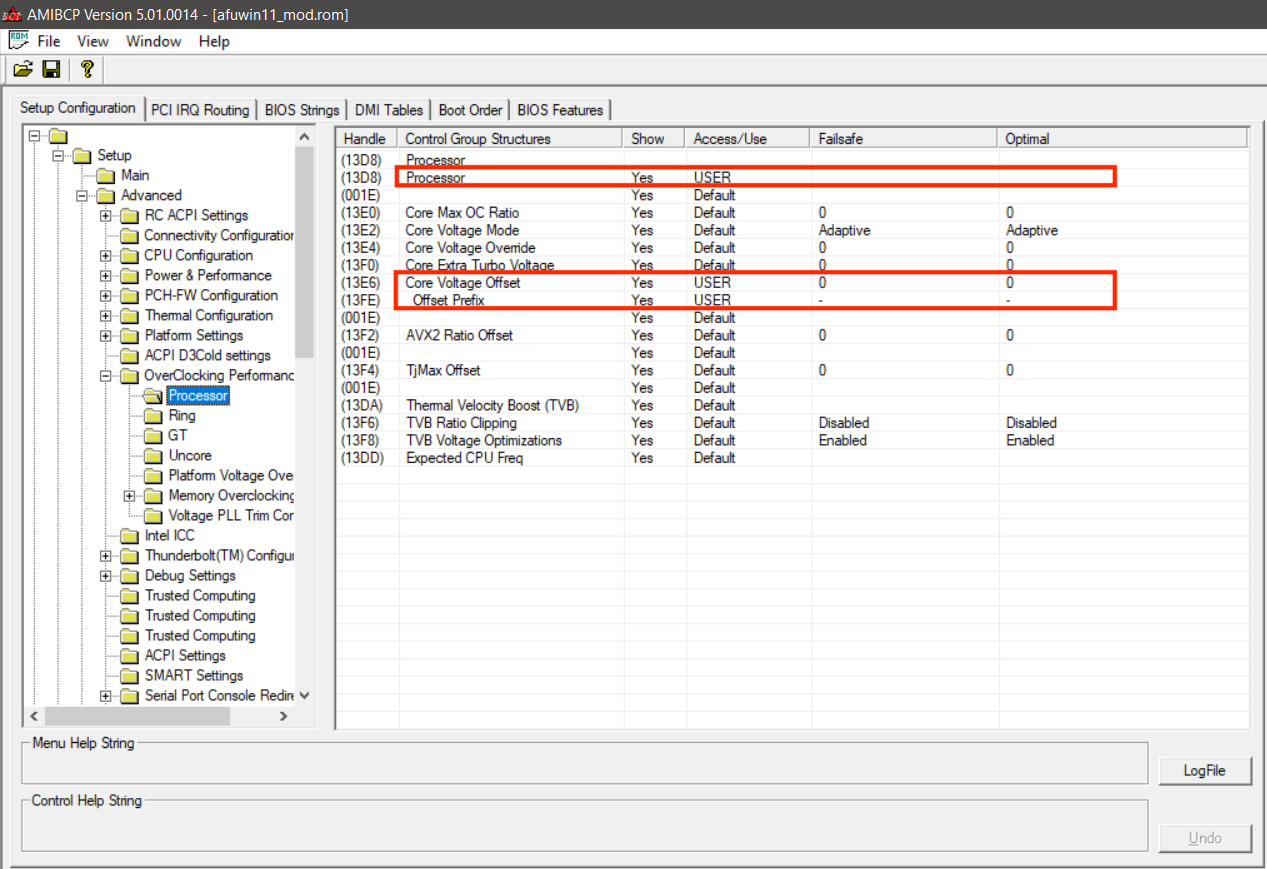 AMIBCP Version 5.01.0014 - [afuwin11_mod.rom]
File View Window Help
Setup Configuration PCI IRQ Routing BIOS Strings DMI Tables Boot Order BIOS Features
Setup
Main
Advanced
RC ACPI Settings
Connectivity Configuration
CPU Configuration
Power & Performance
PCH-FW Configuration
Thermal Configuration
Platform Settings
ACPI D3Cold settings
OverClocking Performanc
Processor
Ring
GT
Uncore
Platform Voltage Ove
Memory Overclocking
Voltage PLL Trim Cor
Intel ICC
Thunderbolt(TM) Configur
Debug Settings
Trusted Computing
Trusted Computing
Trusted Computing
ACPI Settings
SMART Settings
Serial Port Console Redire
Handle Control Group Structures Show Access/Use Failsafe Optimal
(13D8) Processor
(13D8) Processor Yes USER
(001E) Yes Default
(13E0) Core Max OC Ratio Yes Default 0 0
(13E2) Core Voltage Mode Yes Default Adaptive Adaptive
(13E4) Core Voltage Override Yes Default 0 0
(13F0) Core Extra Turbo Voltage Yes Default 0 0
(13E6) Core Voltage Offset Yes USER 0 0
(13FE) Offset Prefix Yes USER - -
(001E) Yes Default
(13F2) AVX2 Ratio Offset Yes Default 0 0
(001E) Yes Default
(13F4) TjMax Offset Yes Default 0 0
(001E) Yes Default
(13DA) Thermal Velocity Boost (TVB) Yes Default
(13F6) TVB Ratio Clipping Yes Default Disabled Disabled
(13F8) TVB Voltage Optimizations Yes Default Enabled Enabled
(13DD) Expected CPU Freq Yes Default
Menu Help String
LogFile
Control Help String
Undo